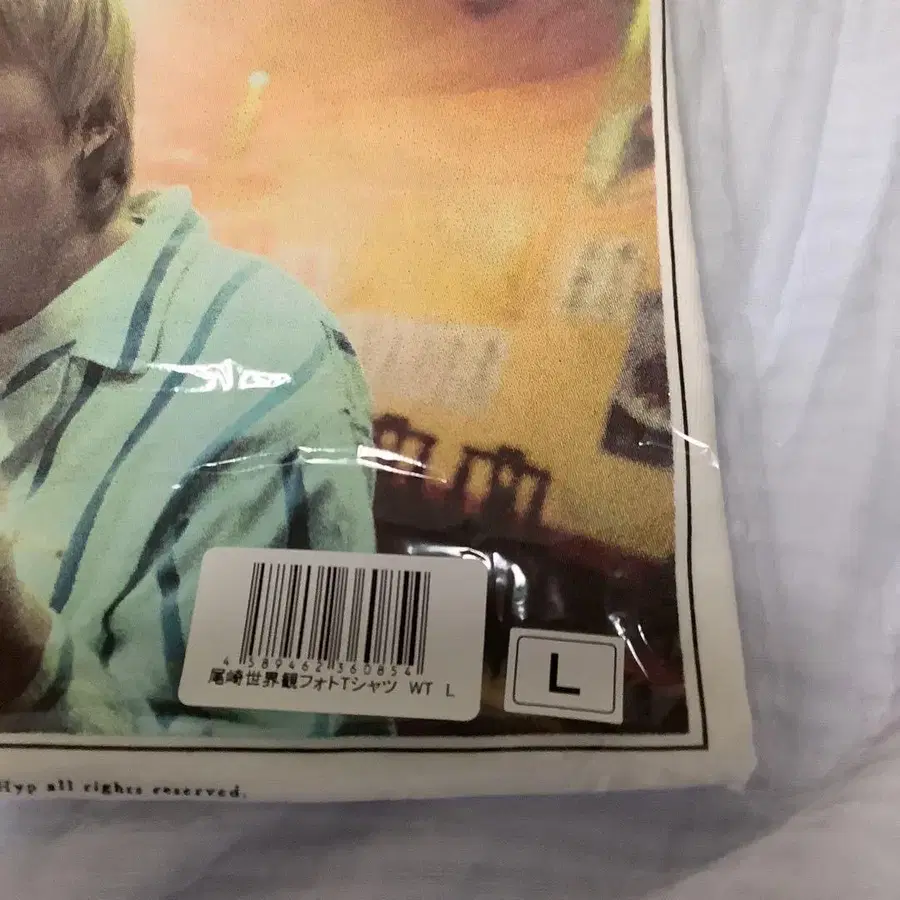 4 589462 360854
尾崎世界観フォトTシャツ WT L
L
Hyp all rights reserved.